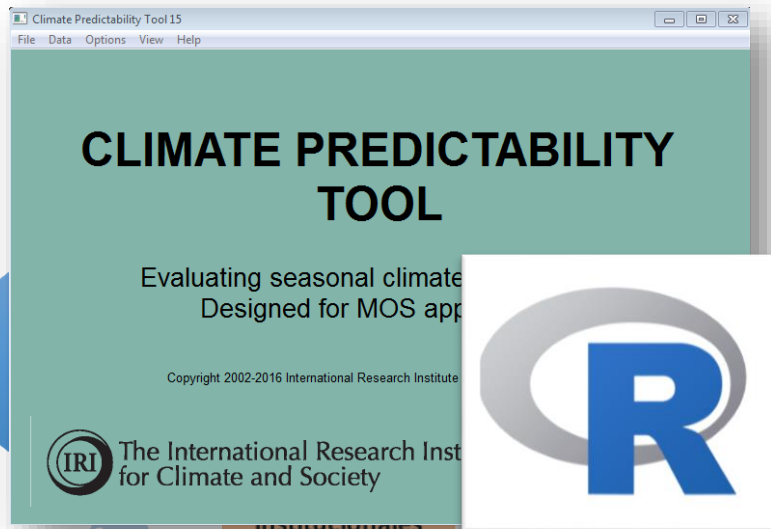 Climate Predictability Tool 15
File Data Options View Help
CLIMATE PREDICTABILITY
TOOL
Evaluating seasonal climate
Designed for MOS app
Copyright 2002-2016 International Research Institute
IRI
The International Research Inst
for Climate and Society
R